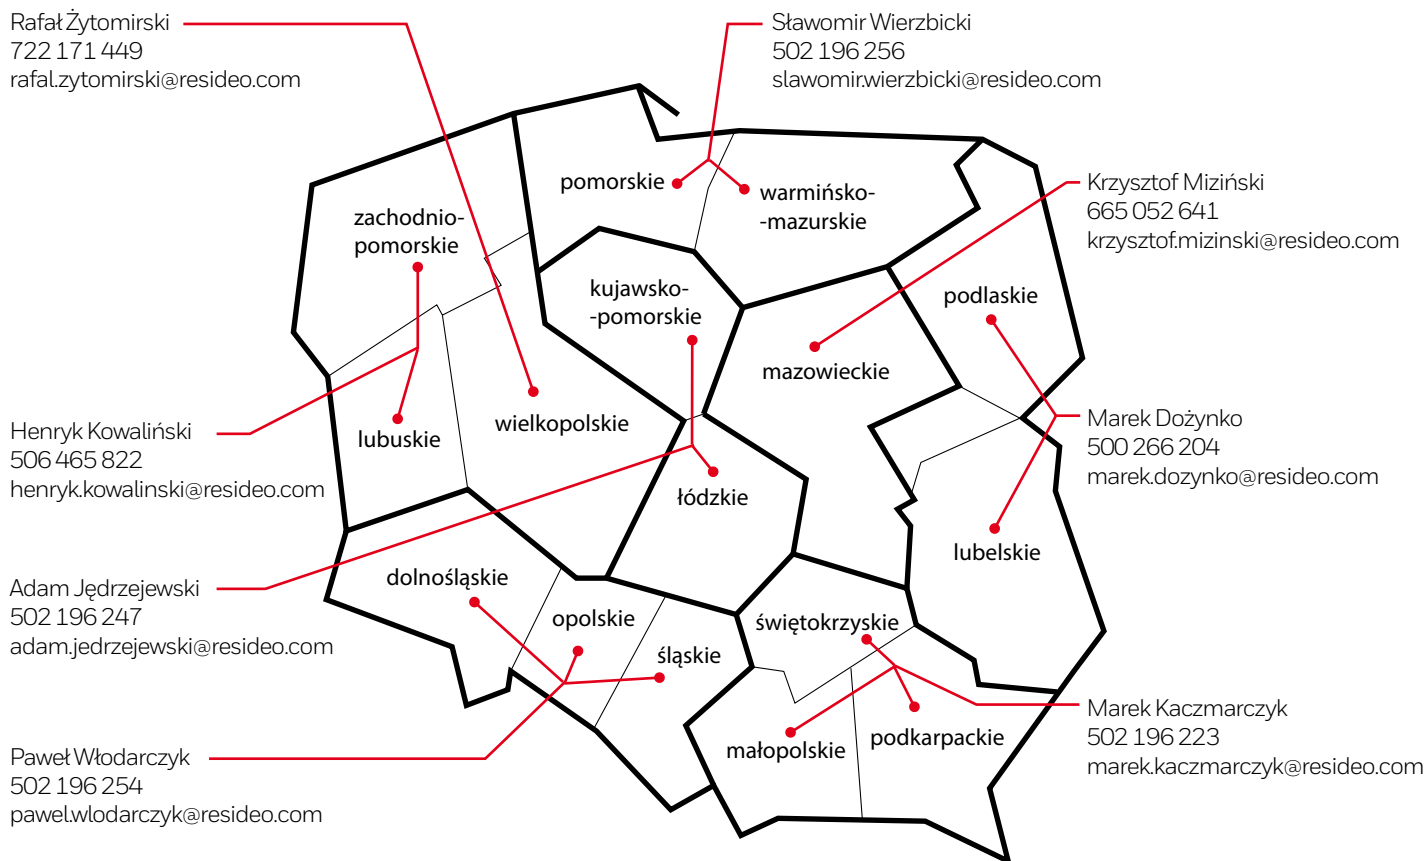 Rafał Żytomirski
722 171 449
rafal.zytomirski@resideo.com
Sławomir Wierzbicki
502 196 256
slawomir.wierzbicki@resideo.com
Krzysztof Miziński
665 052 641
krzysztof.mizinski@resideo.com
pomorskie
warmińsko-
-mazurskie
zachodnio-
pomorskie
kujawsko-
-pomorskie
podlaskie
mazowieckie
wielkopolskie
lubuskie
Henryk Kowaliński
506 465 822
henryk.kowalinski@resideo.com
Marek Dożynko
500 266 204
marek.dozynko@resideo.com
łódzkie
lubelskie
Adam Jędrzejewski
502 196 247
adam.jedrzejewski@resideo.com
dolnośląskie
opolskie
śląskie
świętokrzyskie
małopolskie
podkarpackie
Paweł Włodarczyk
502 196 254
pawel.wlodarczyk@resideo.com
Marek Kaczmarczyk
502 196 223
marek.kaczmarczyk@resideo.com